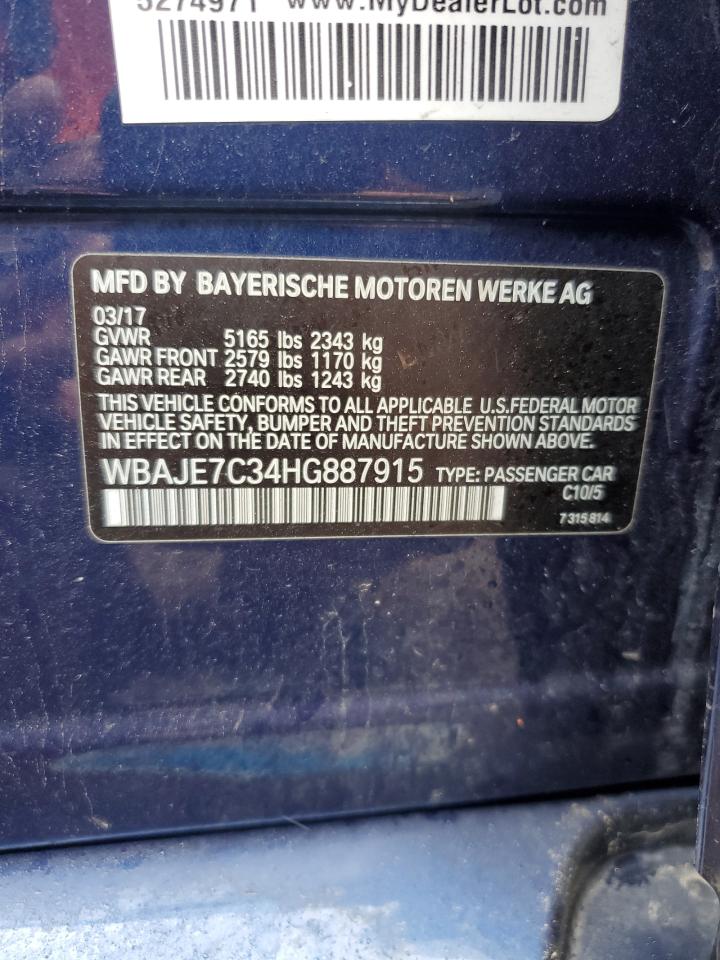 5274971 www.MyDealerLot.com
MFD BY BAYERISCHE MOTOREN WERKE AG
03/17
GVWR 5165 lbs 2343 kg
GAWR FRONT 2579 lbs 1170 kg
GAWR REAR 2740 lbs 1243 kg
THIS VEHICLE CONFORMS TO ALL APPLICABLE U.S.FEDERAL MOTOR
VEHICLE SAFETY, BUMPER AND THEFT PREVENTION STANDARDS
IN EFFECT ON THE DATE OF MANUFACTURE SHOWN ABOVE.
WBAJE7C34HG887915 TYPE: PASSENGER CAR
C10/5
7315814